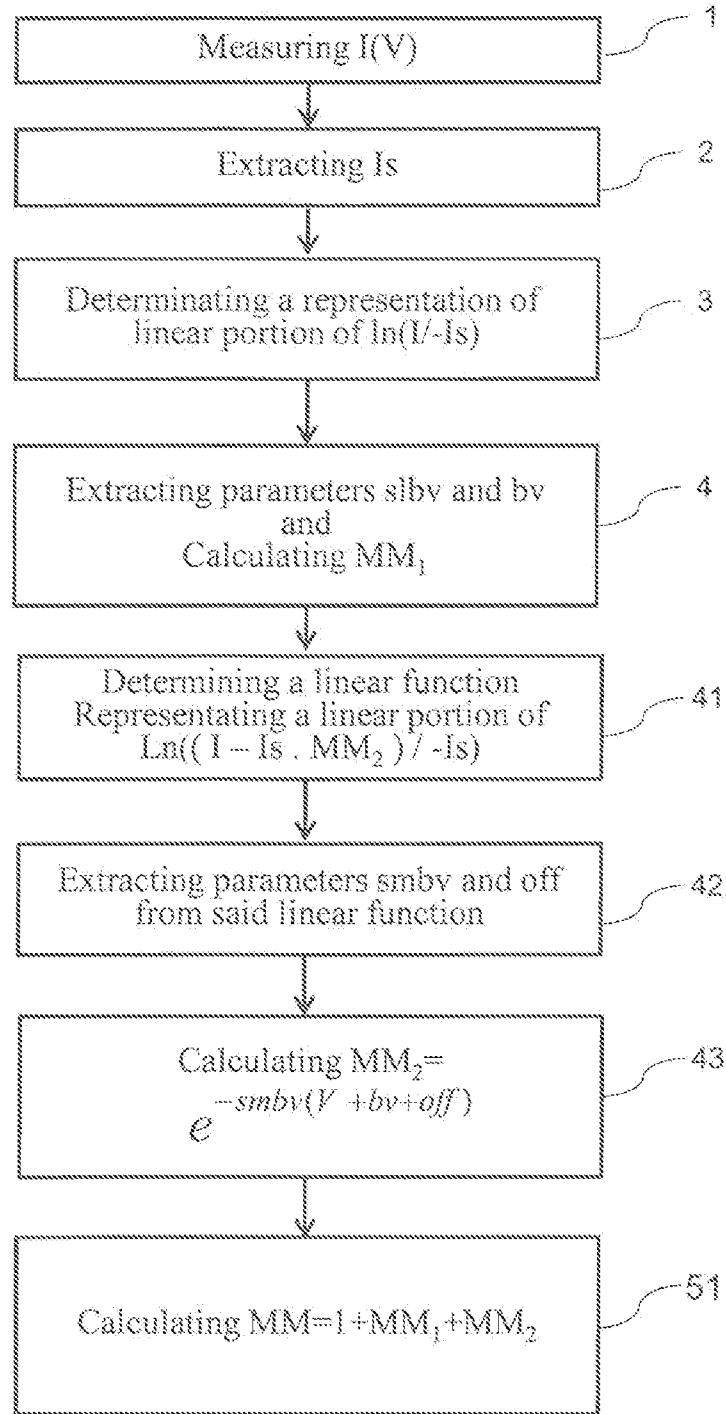 Measuring I(V)
1
Extracting Is
2
Determinating a representation of
linear portion of ln(I/-Is)
3
Extracting parameters slbv and bv
and
Calculating MM₁
4
Determining a linear function
Representating a linear portion of
Ln(( I – Is . MM₂ ) / -Is)
41
Extracting parameters smbv and off
from said linear function
42
Calculating MM₂=
e^-smbv(V +bv+off)
43
Calculating MM=1+MM₁+MM₂
51